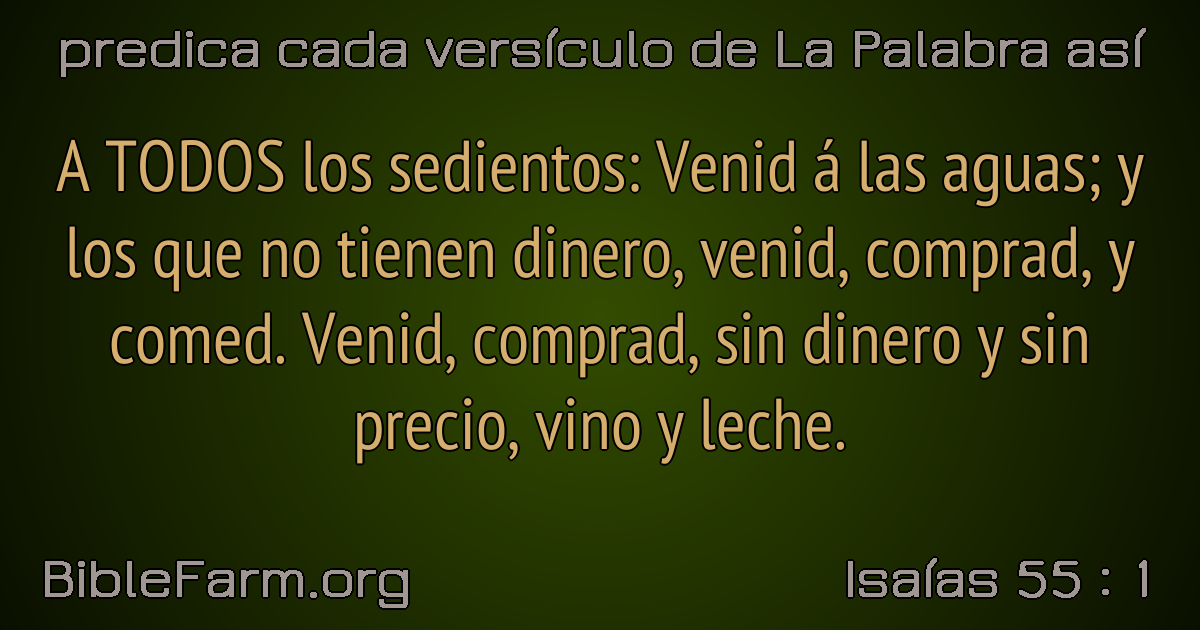 predica cada versículo de La Palabra así
A TODOS los sedientos: Venid á las aguas; y
los que no tienen dinero, venid, comprad, y
comed. Venid, comprad, sin dinero y sin
precio, vino y leche.
BibleFarm.org
Isaías 55 : 1